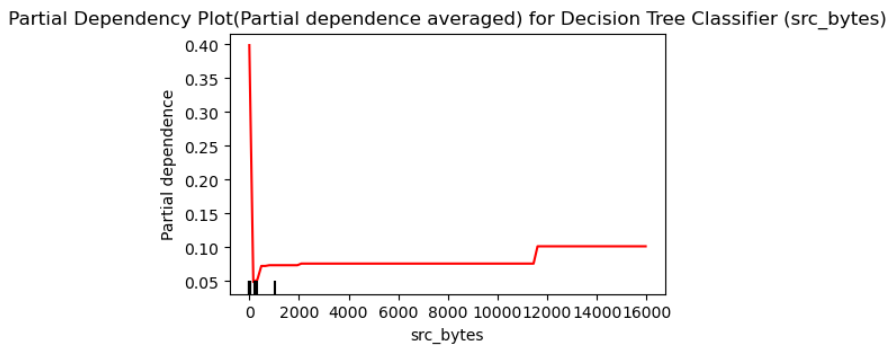 Partial Dependency Plot(Partial dependence averaged) for Decision Tree Classifier (src_bytes)
0.40
0.35
0.30
0.25
0.20
0.15
0.10
0.05
Partial dependence
0 2000 4000 6000 8000 10000 12000 14000 16000
src_bytes